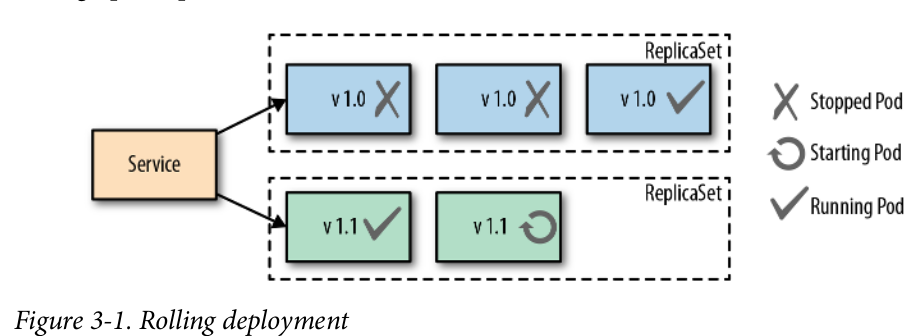 ReplicaSet
v 1.0
v 1.0
v 1.0
Stopped Pod
Service
Starting Pod
ReplicaSet
Running Pod
v 1.1
v 1.1
Figure 3-1. Rolling deployment